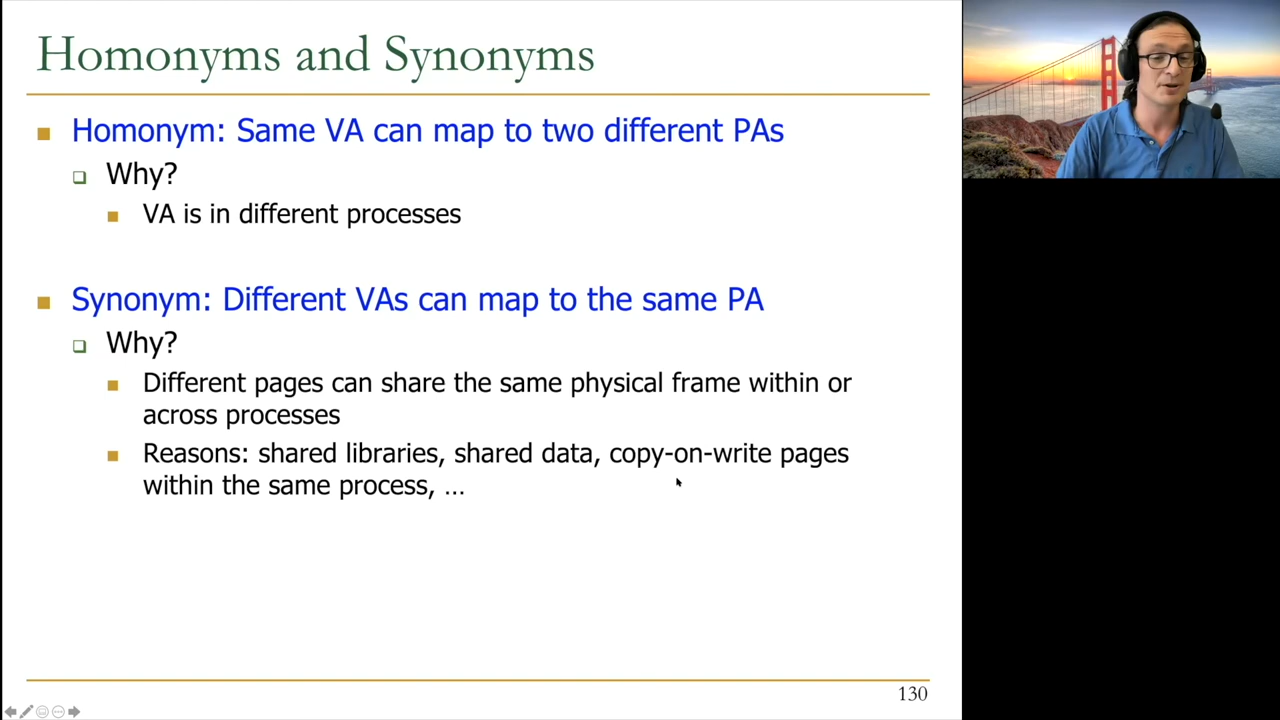 Homonyms and Synonyms
Homonym: Same VA can map to two different PAs
Why?
VA is in different processes
Synonym: Different VAs can map to the same PA
Why?
Different pages can share the same physical frame within or
across processes
Reasons: shared libraries, shared data, copy-on-write pages
within the same process, …
130